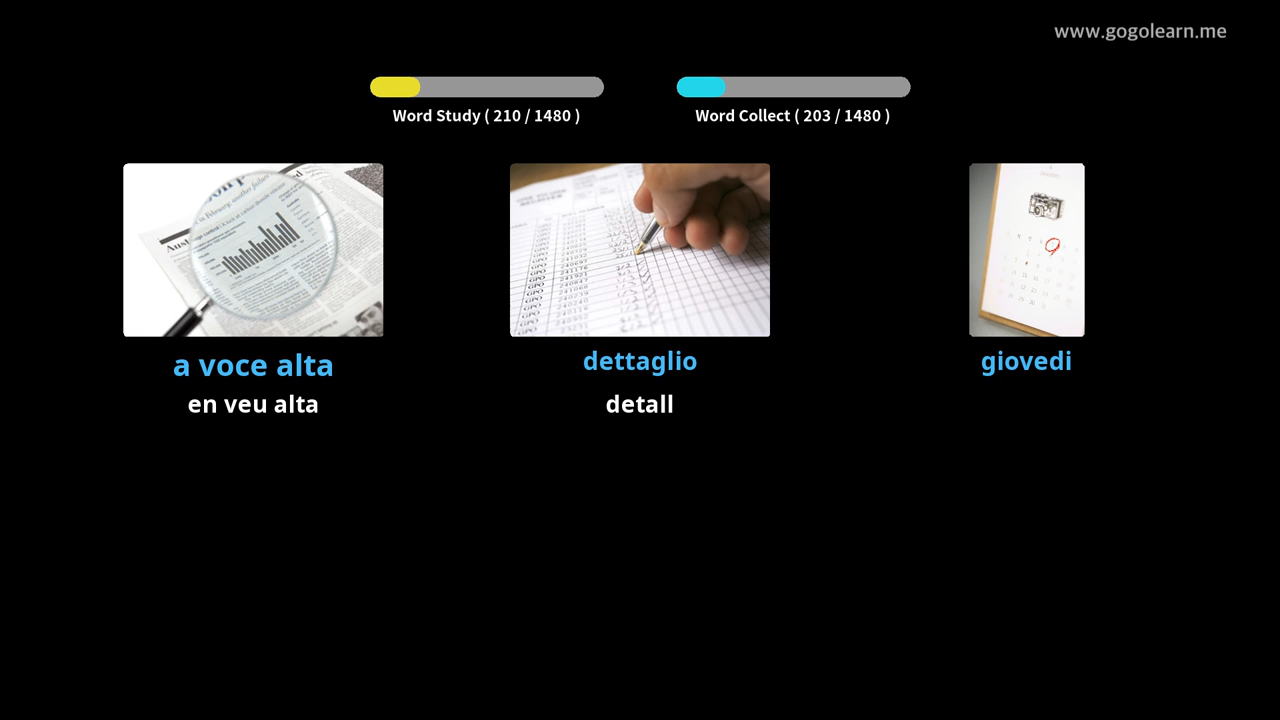 www.gogolearn.me
Word Study ( 210 / 1480 )
Word Collect ( 203 / 1480 )
a voce alta
dettaglio
giovedi
en veu alta
detall